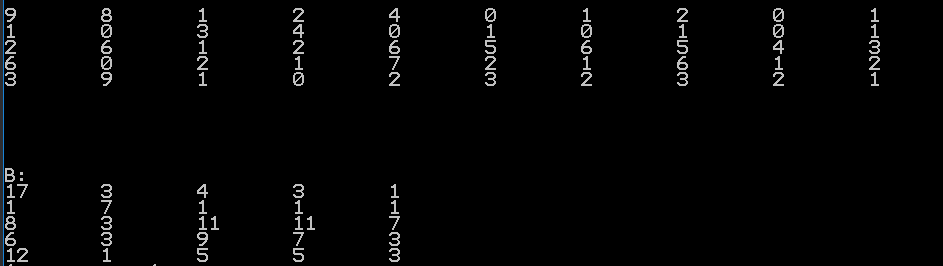 9 8 1 2 4 0 1 2 0 1
1 0 3 4 0 1 0 1 0 1
2 6 1 2 6 5 6 5 4 3
6 0 2 1 7 2 1 6 1 2
3 9 1 0 2 3 2 3 2 1
B:
17 3 4 3 1
1 7 1 1 1
8 3 11 11 7
6 3 9 7 3
12 1 5 5 3